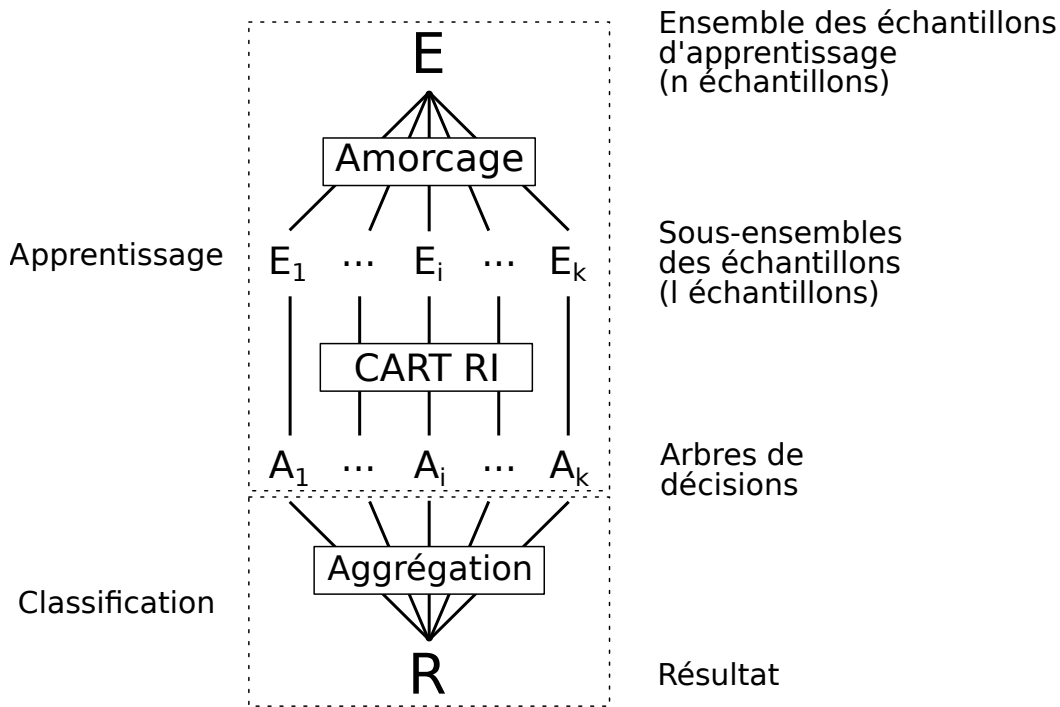 E
Ensemble des échantillons
d'apprentissage
(n échantillons)
Amorcage
Apprentissage
E1 ... Ei ... Ek
Sous-ensembles
des échantillons
(l échantillons)
CART RI
A1 ... Ai ... Ak
Arbres de
décisions
Aggrégation
Classification
R
Résultat